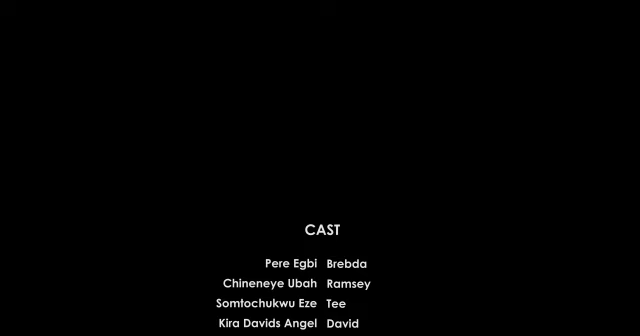 CAST
Pere Egbi Brebda
Chineneye Ubah Ramsey
Somtochukwu Eze Tee
Kira Davids Angel David